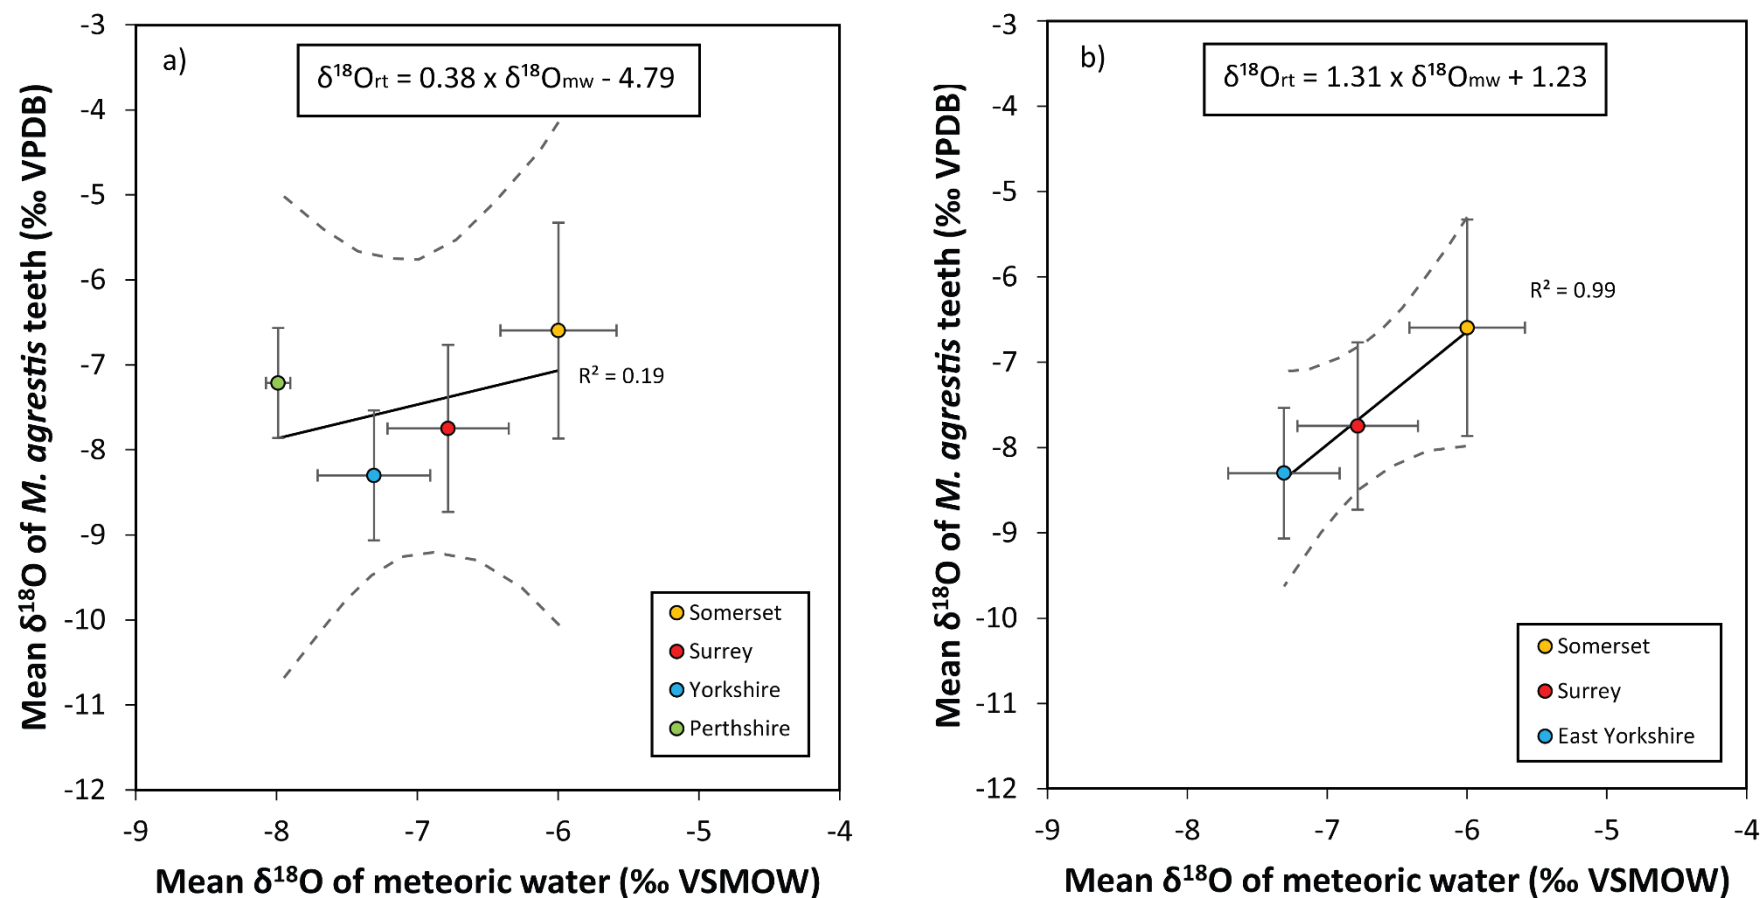 a)
δ¹⁸Ort = 0.38 x δ¹⁸Omw - 4.79
-3
-4
-5
-6
-7
-8
-9
-10
-11
-12
Mean δ¹⁸O of M. agrestis teeth (‰ VPDB)
R² = 0.19
Somerset
Surrey
Yorkshire
Perthshire
-9
-8
-7
-6
-5
-4
Mean δ¹⁸O of meteoric water (‰ VSMOW)
b)
δ¹⁸Ort = 1.31 x δ¹⁸Omw + 1.23
-3
-4
-5
-6
-7
-8
-9
-10
-11
-12
Mean δ¹⁸O of M. agrestis teeth (‰ VPDB)
R² = 0.99
Somerset
Surrey
East Yorkshire
-9
-8
-7
-6
-5
-4
Mean δ¹⁸O of meteoric water (‰ VSMOW)